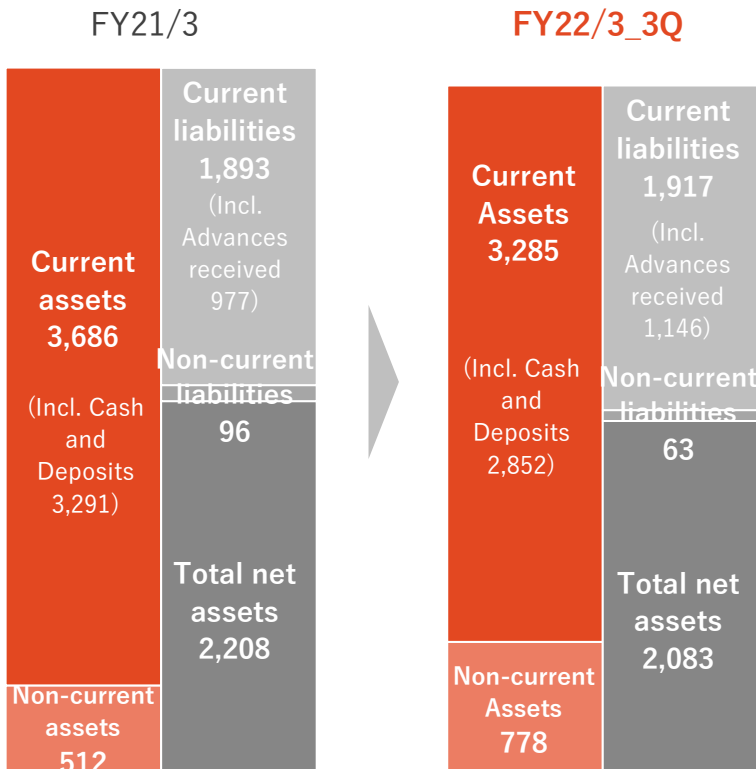 FY21/3
Current
assets
3,686
(Incl. Cash
and
Deposits
3,291)
Non-current
assets
512
Current
liabilities
1,893
(Incl.
Advances
received
977)
Non-current
liabilities
96
Total net
assets
2,208
FY22/3_3Q
Current
Assets
3,285
(Incl. Cash
and
Deposits
2,852)
Non-current
Assets
778
Current
liabilities
1,917
(Incl.
Advances
received
1,146)
Non-current
liabilities
63
Total net
assets
2,083